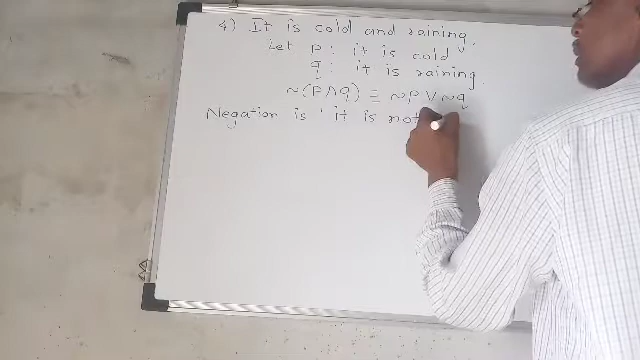 4) It is cold and raining.
Let p : it is cold
q : it is raining.
~(p∧q) ≡ ~p ∨ ~q
Negation is ' it is not